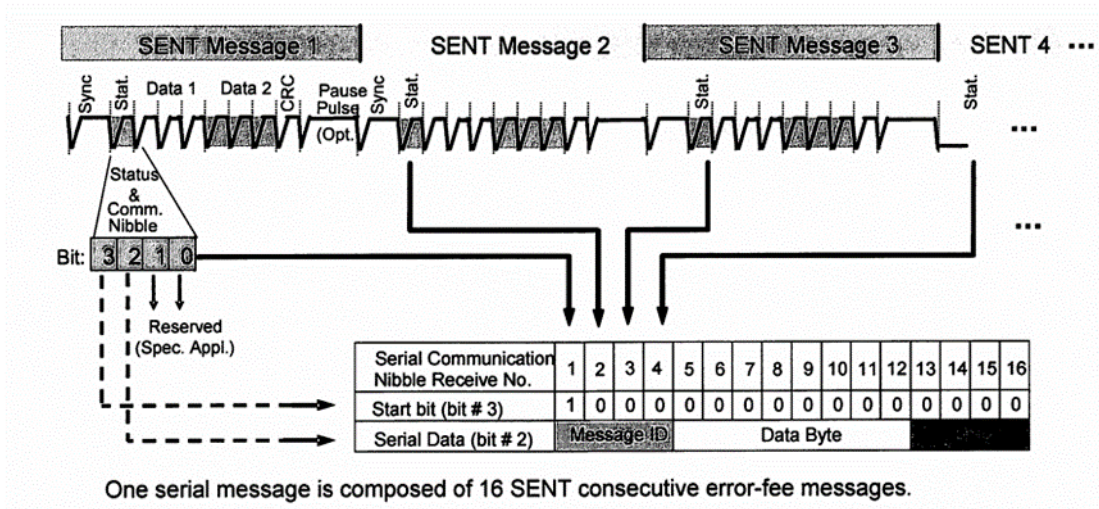 SENT Message 1 SENT Message 2 SENT Message 3 SENT 4 ...
Sync Stat. Data 1 Data 2 CRC Pause Pulse (Opt. Sync Stat. Stat. Stat.
...
Status
&
Comm.
Nibble
...
Bit: 3 2 1 0
Reserved
(Spec. Appl.)
Serial Communication
Nibble Receive No. 1 2 3 4 5 6 7 8 9 10 11 12 13 14 15 16
Start bit (bit # 3) 1 0 0 0 0 0 0 0 0 0 0 0 0 0 0 0
Serial Data (bit # 2) Message ID Data Byte
One serial message is composed of 16 SENT consecutive error-fee messages.